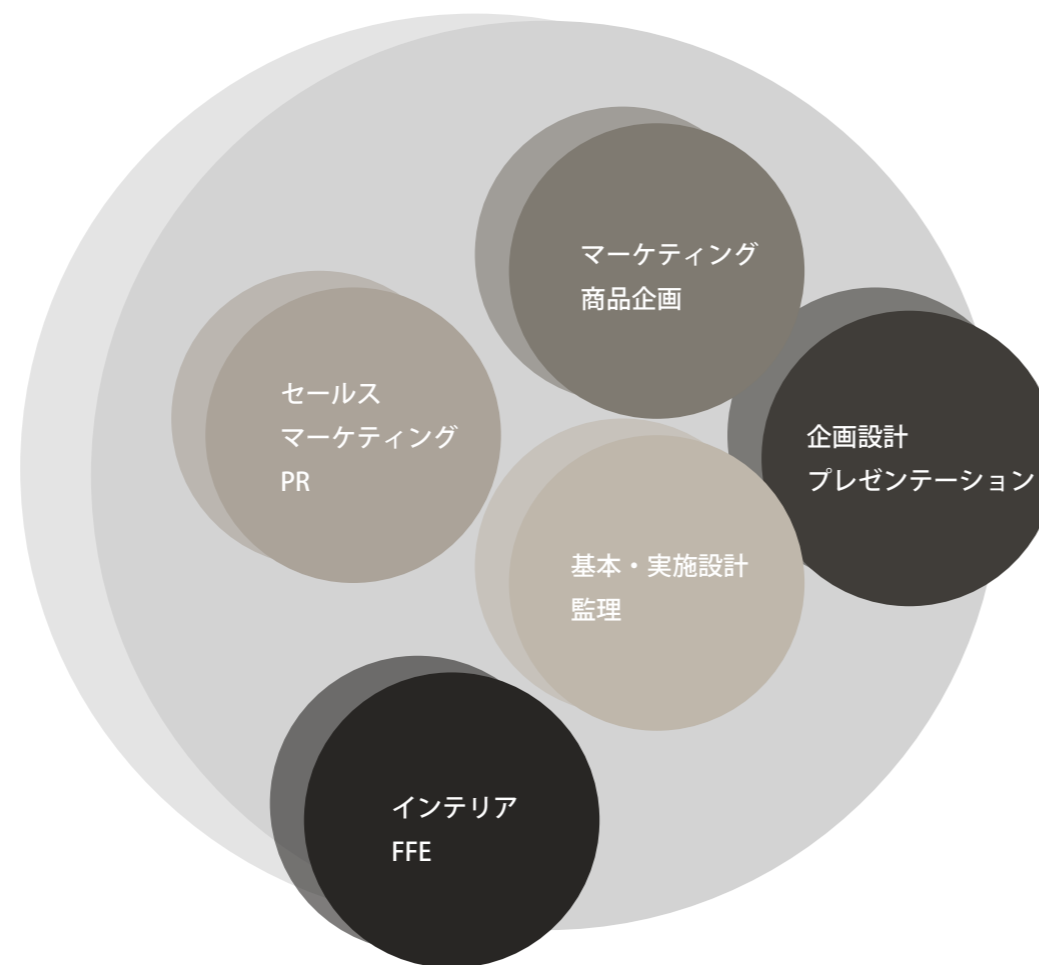 マーケティング
商品企画
セールス
マーケティング
PR
企画設計
プレゼンテーション
基本・実施設計
監理
インテリア
FFE